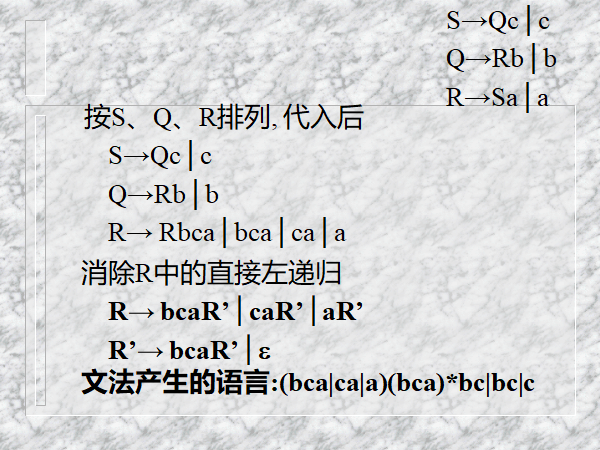 S→Qc│c
Q→Rb│b
R→Sa│a
按S、Q、R排列, 代入后
S→Qc│c
Q→Rb│b
R→ Rbca│bca│ca│a
消除R中的直接左递归
R→ bcaR’│caR’│aR’
R’→ bcaR’│ε
文法产生的语言:(bca|ca|a)(bca)*bc|bc|c